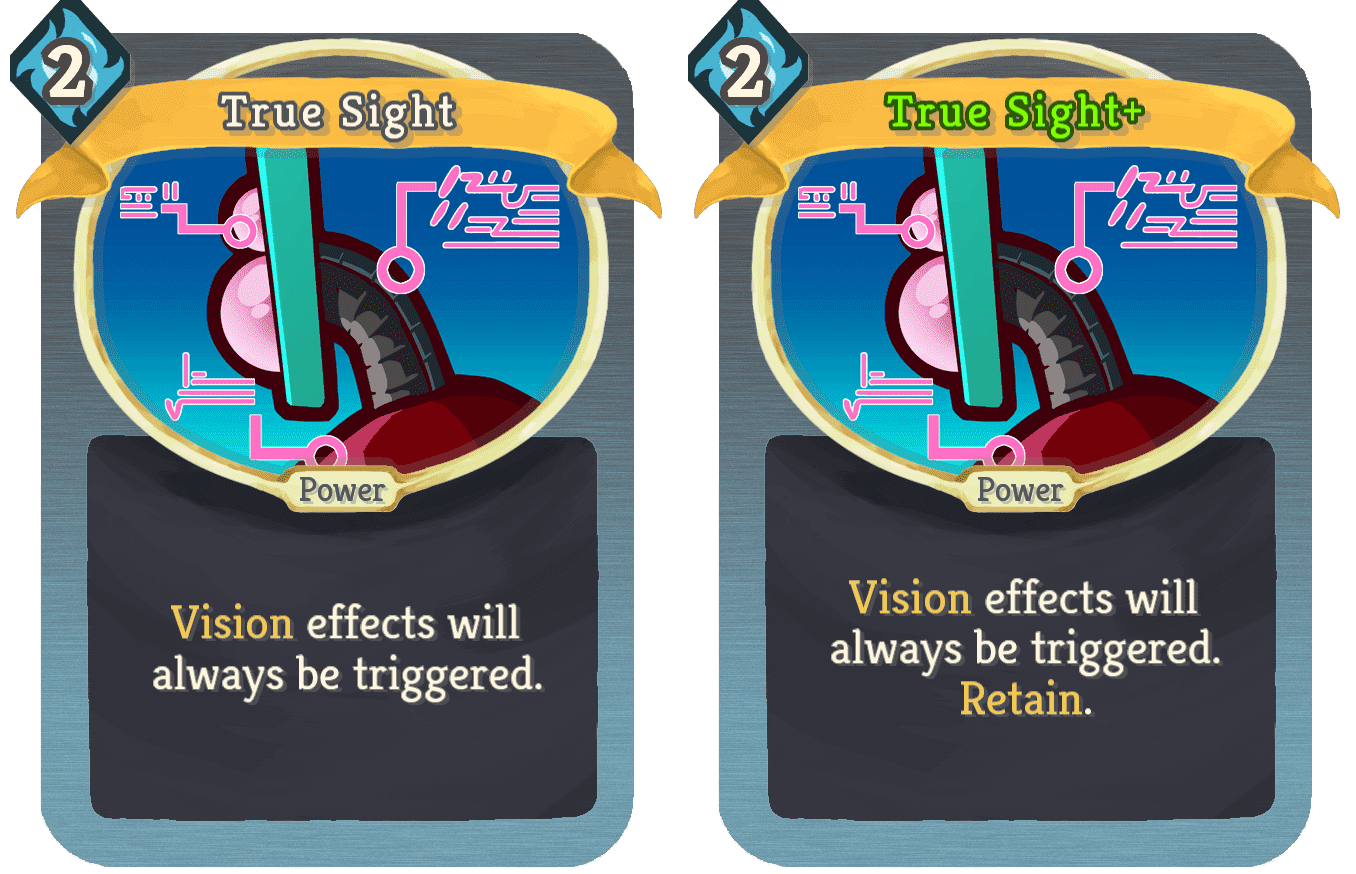 2
True Sight
Power
Vision effects will
always be triggered.
2
True Sight+
Power
Vision effects will
always be triggered.
Retain.